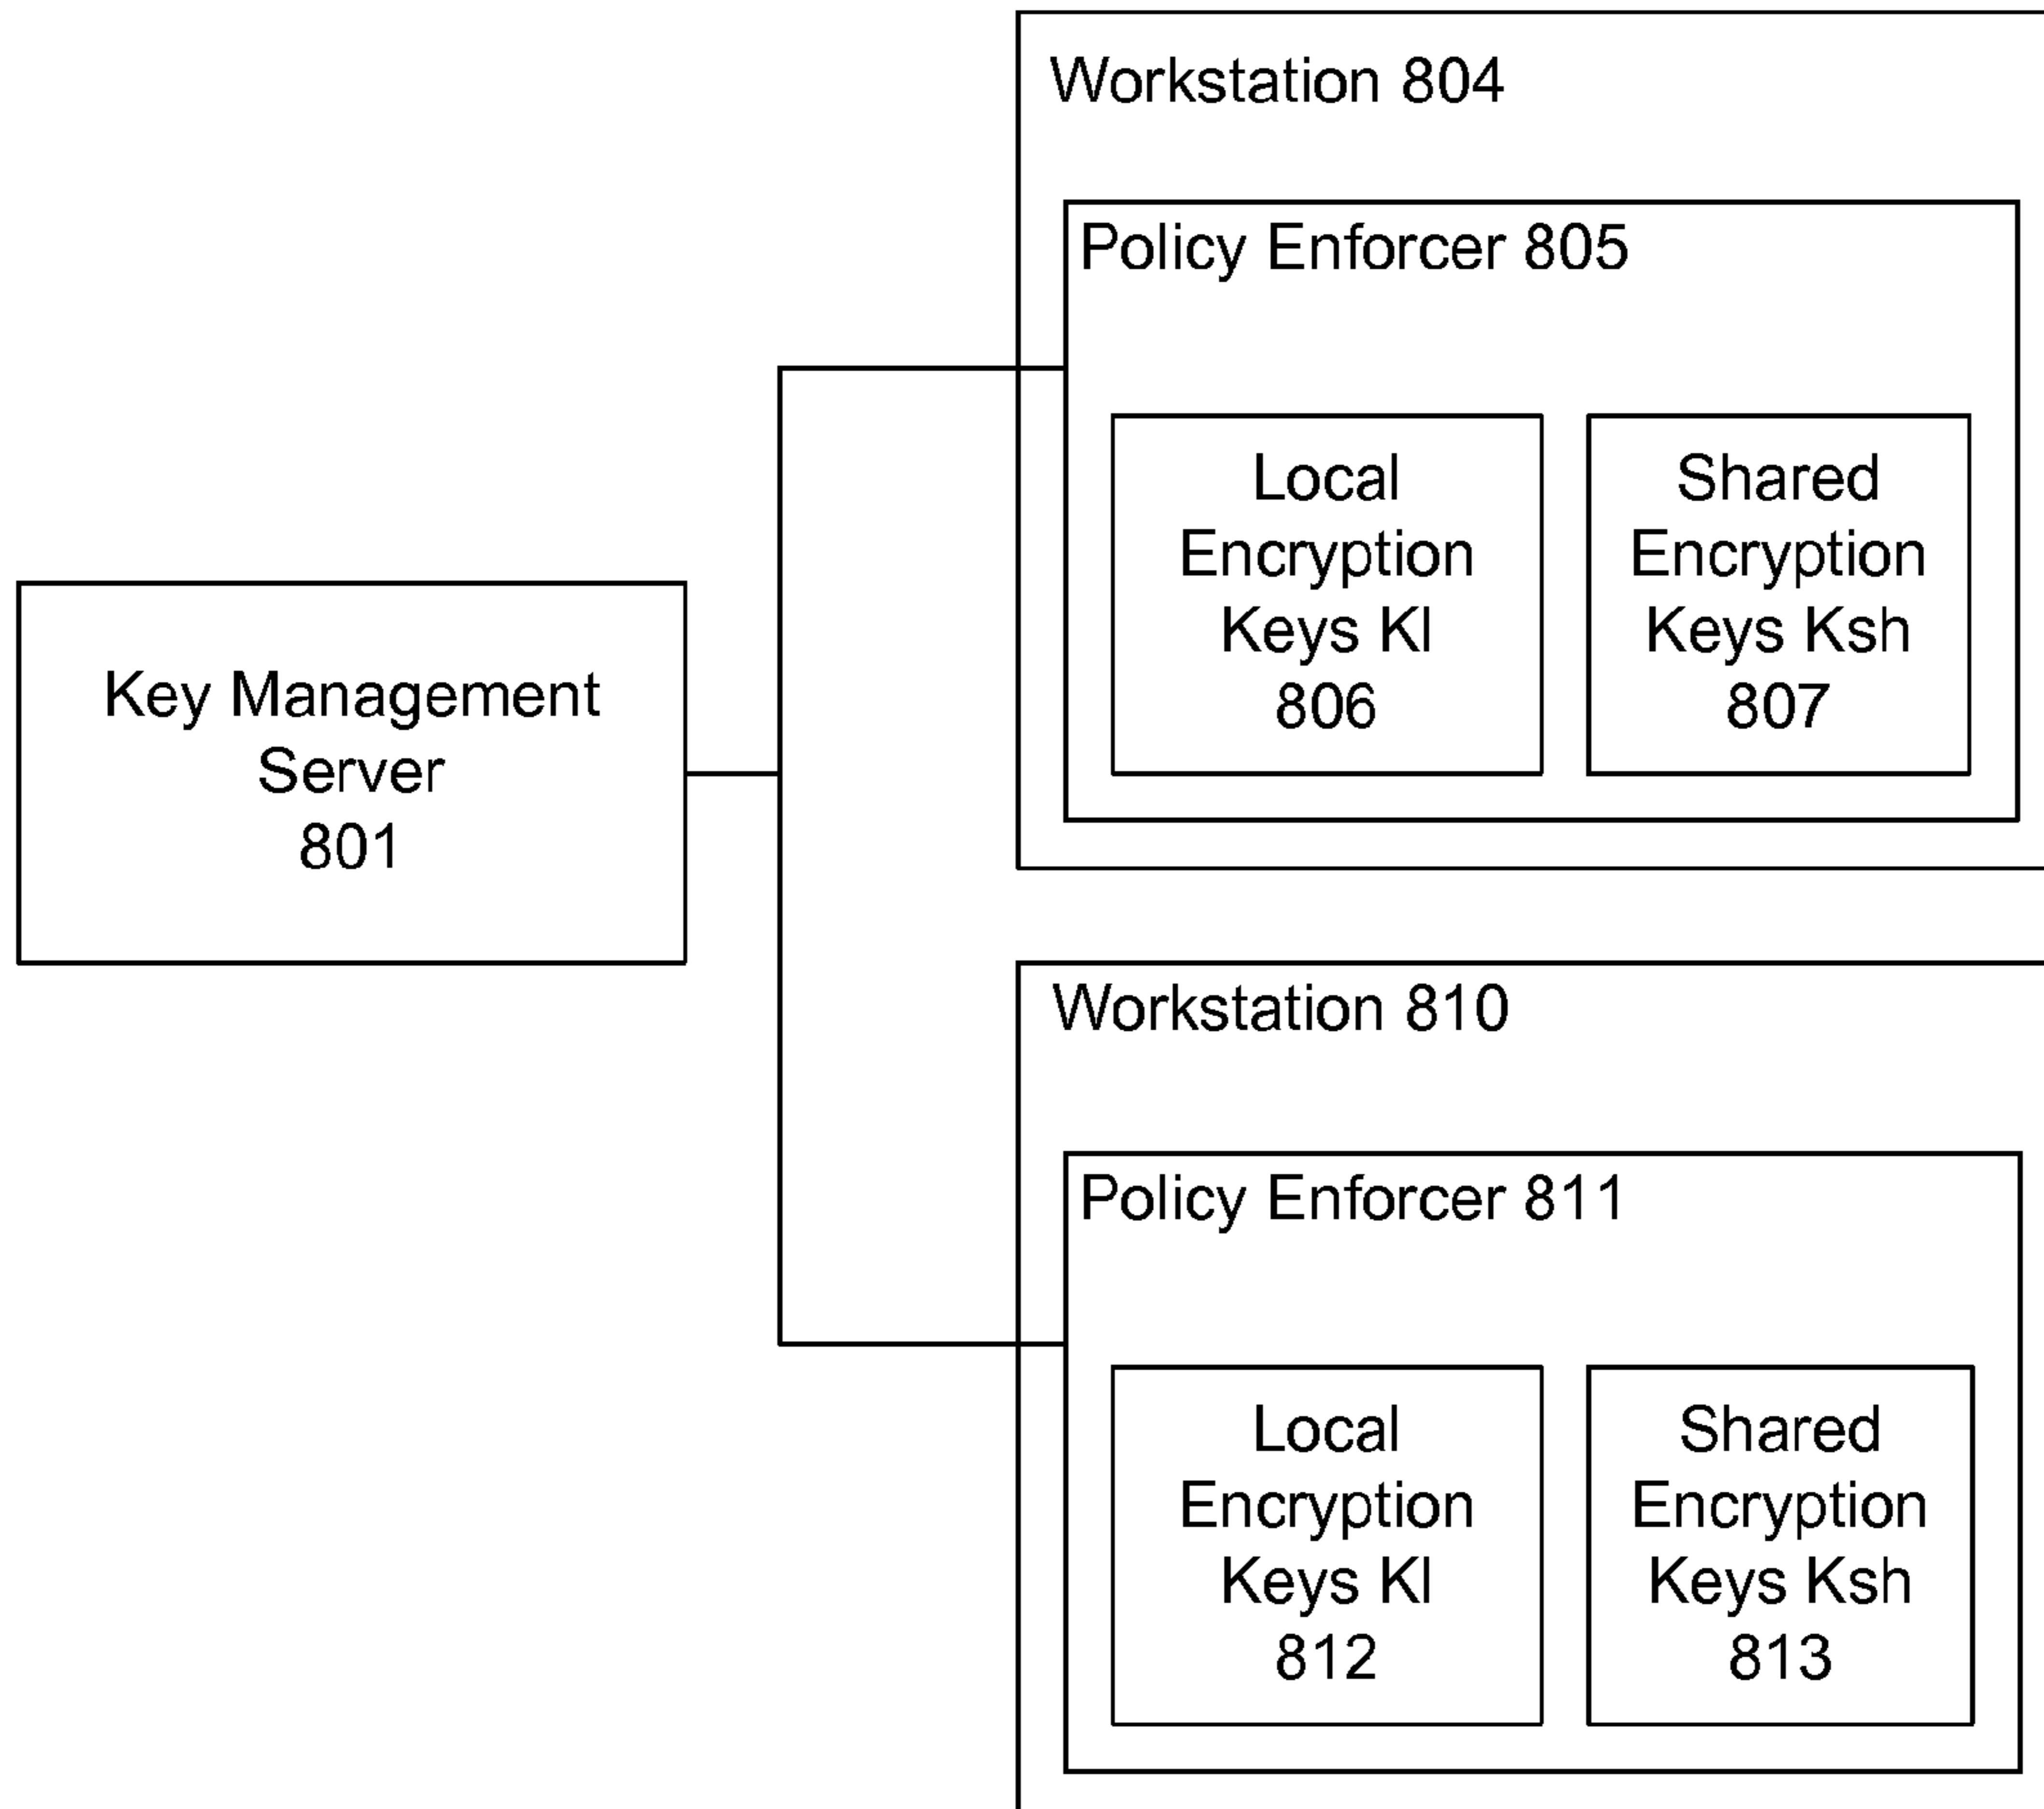 Workstation 804
Policy Enforcer 805
Local
Encryption
Keys Kl
806
Shared
Encryption
Keys Ksh
807
Key Management
Server
801
Workstation 810
Policy Enforcer 811
Local
Encryption
Keys Kl
812
Shared
Encryption
Keys Ksh
813